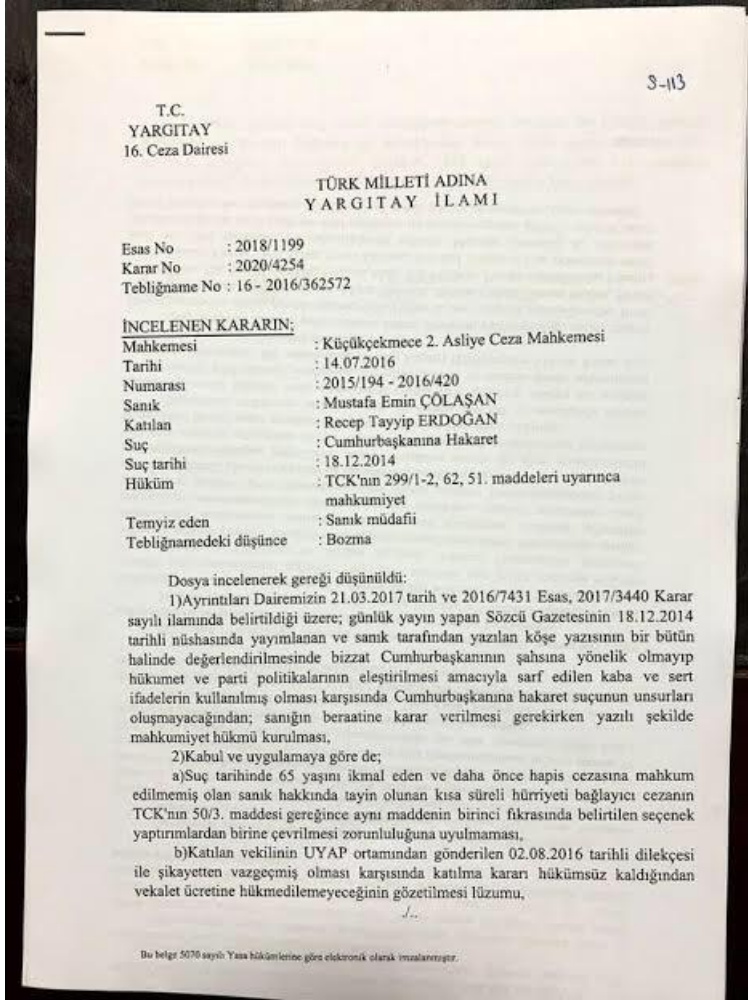 S-113
T.C.
YARGITAY
16. Ceza Dairesi
TÜRK MİLLETİ ADINA
YARGITAY İLAMI
Esas No : 2018/1199
Karar No : 2020/4254
Tebliğname No : 16 - 2016/362572
İNCELENEN KARARIN;
Mahkemesi : Küçükçekmece 2. Asliye Ceza Mahkemesi
Tarihi : 14.07.2016
Numarası : 2015/194 - 2016/420
Sanık : Mustafa Emin ÇÖLAŞAN
Katılan : Recep Tayyip ERDOĞAN
Suç : Cumhurbaşkanına Hakaret
Suç tarihi : 18.12.2014
Hüküm : TCK'nın 299/1-2, 62, 51. maddeleri uyarınca
mahkumiyet
Temyiz eden : Sanık müdafii
Tebliğnamedeki düşünce : Bozma
Dosya incelenerek gereği düşünüldü:
1)Ayrıntıları Dairemizin 21.03.2017 tarih ve 2016/7431 Esas, 2017/3440 Karar
sayılı ilamında belirtildiği üzere; günlük yayın yapan Sözcü Gazetesinin 18.12.2014
tarihli nüshasında yayımlanan ve sanık tarafından yazılan köşe yazısının bir bütün
halinde değerlendirilmesinde bizzat Cumhurbaşkanının şahsına yönelik olmayıp
hükumet ve parti politikalarının eleştirilmesi amacıyla sarf edilen kaba ve sert
ifadelerin kullanılmış olması karşısında Cumhurbaşkanına hakaret suçunun unsurları
oluşmayacağından; sanığın beraatine karar verilmesi gerekirken yazılı şekilde
mahkumiyet hükmü kurulması,
2)Kabul ve uygulamaya göre de;
a)Suç tarihinde 65 yaşını ikmal eden ve daha önce hapis cezasına mahkum
edilmemiş olan sanık hakkında tayin olunan kısa süreli hürriyeti bağlayıcı cezanın
TCK'nın 50/3. maddesi gereğince aynı maddenin birinci fıkrasında belirtilen seçenek
yaptırımlardan birine çevrilmesi zorunluluğuna uyulmaması,
b)Katılan vekilinin UYAP ortamından gönderilen 02.08.2016 tarihli dilekçesi
ile şikayetten vazgeçmiş olması karşısında katılma kararı hükümsüz kaldığından
vekalet ücretine hükmedilemeyeceğinin gözetilmesi lüzumu,
./..
Bu belge 5070 sayılı Yasa hükümlerine göre elektronik olarak imzalanmıştır.